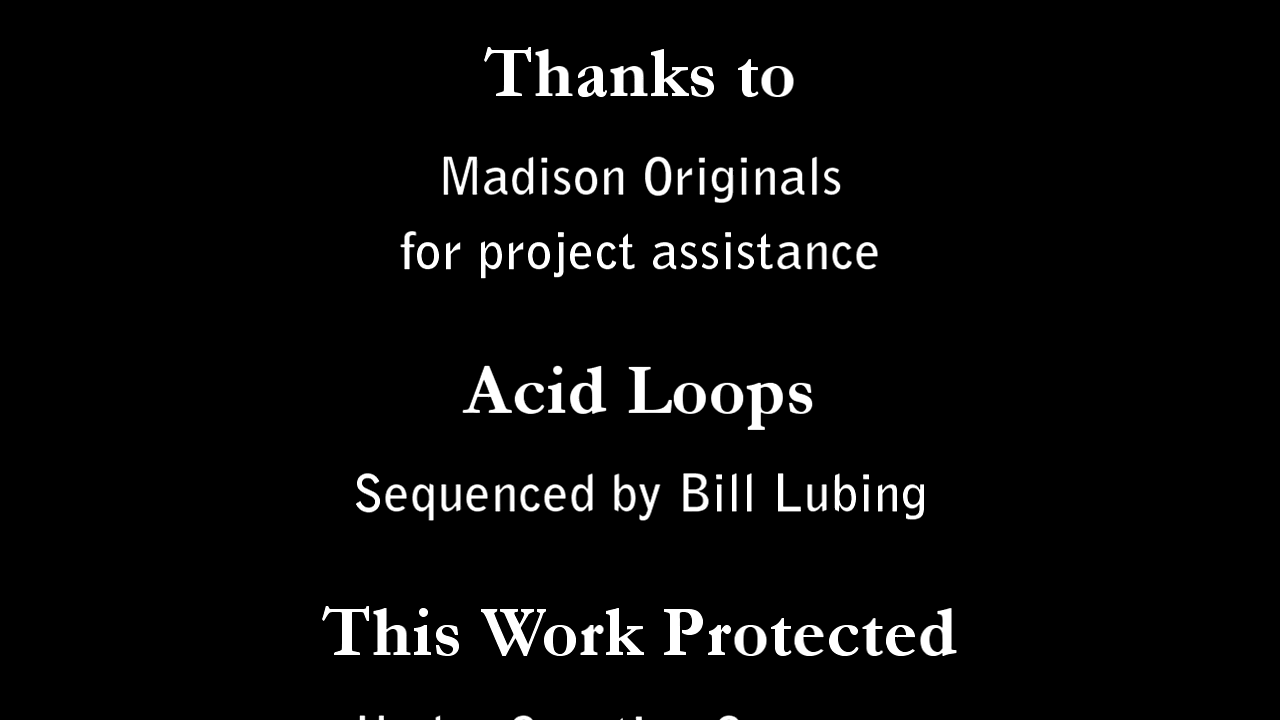 Thanks to
Madison Originals
for project assistance
Acid Loops
Sequenced by Bill Lubing
This Work Protected